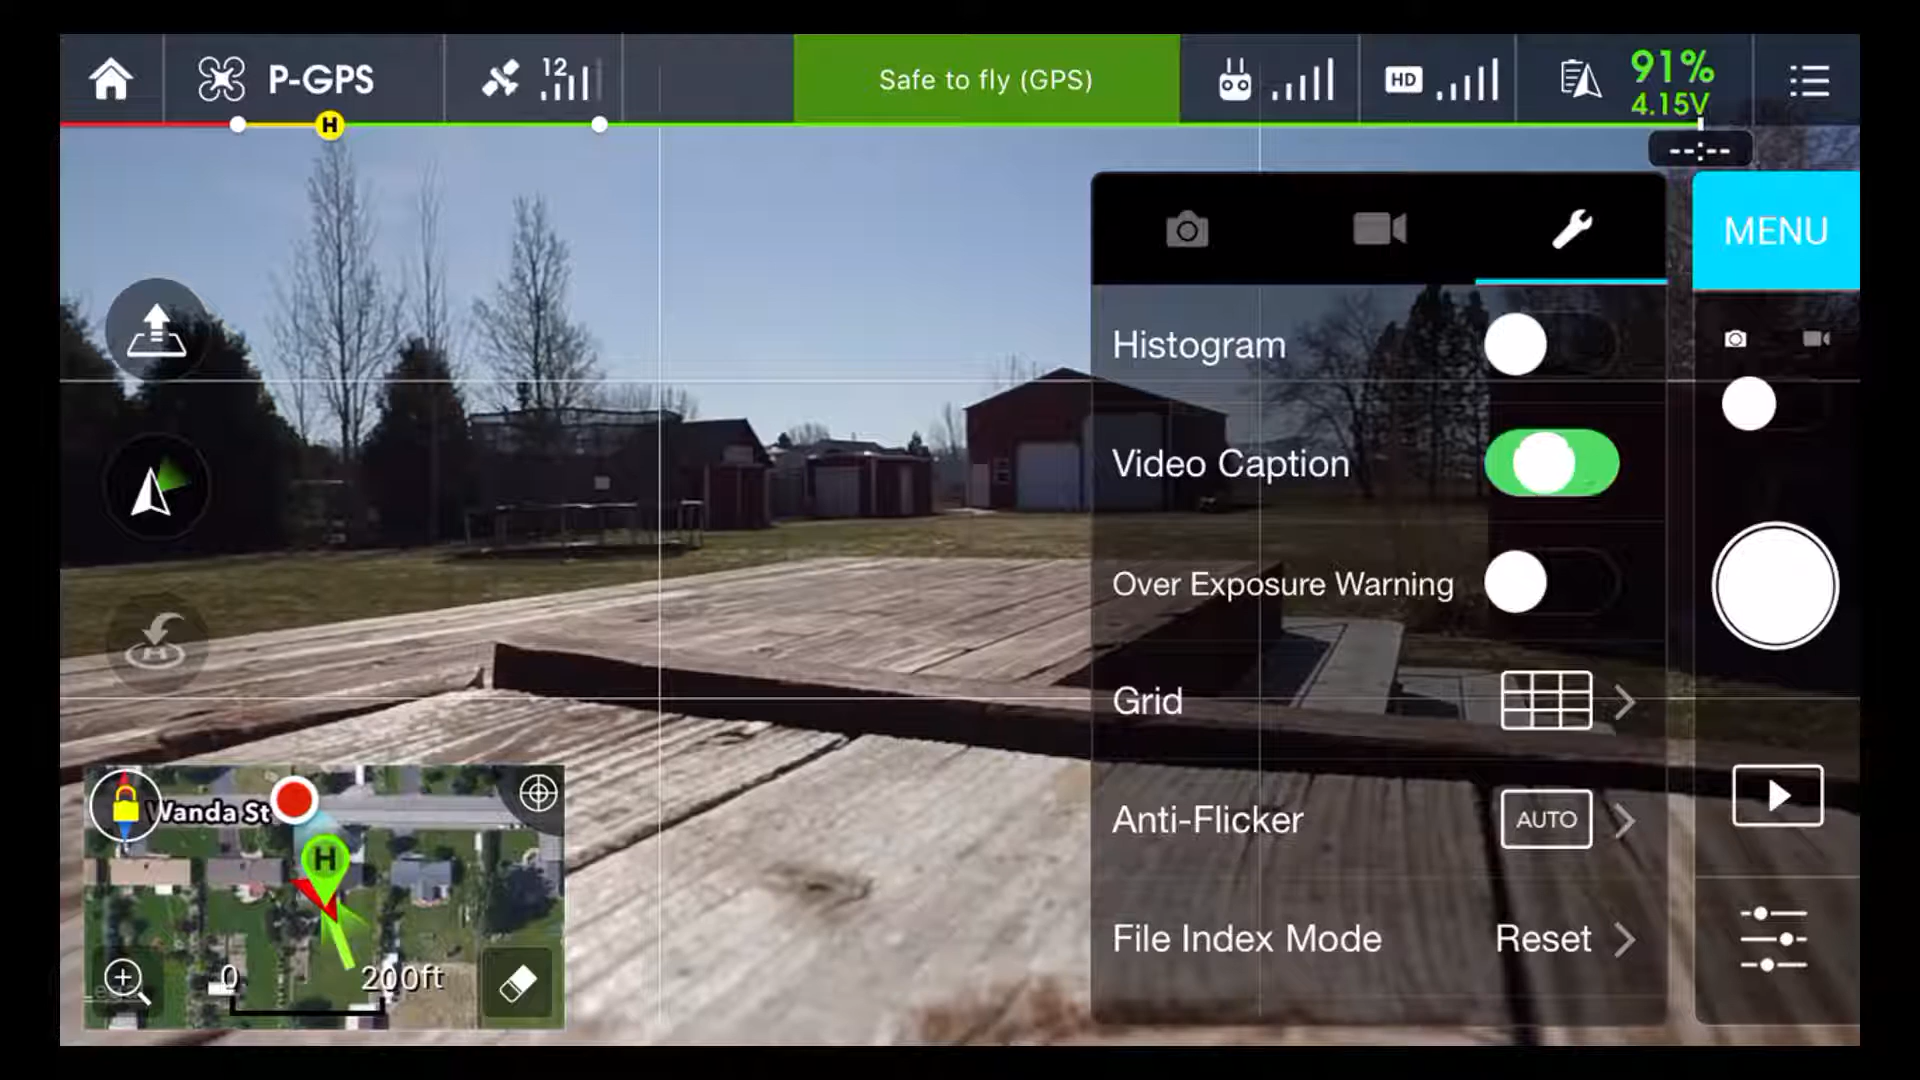 P-GPS
12
Safe to fly (GPS)
HD
91%
4.15V
H
--:--
MENU
Histogram
Video Caption
Over Exposure Warning
Grid
Anti-Flicker
AUTO
File Index Mode
Reset
Wanda St
H
0
200ft